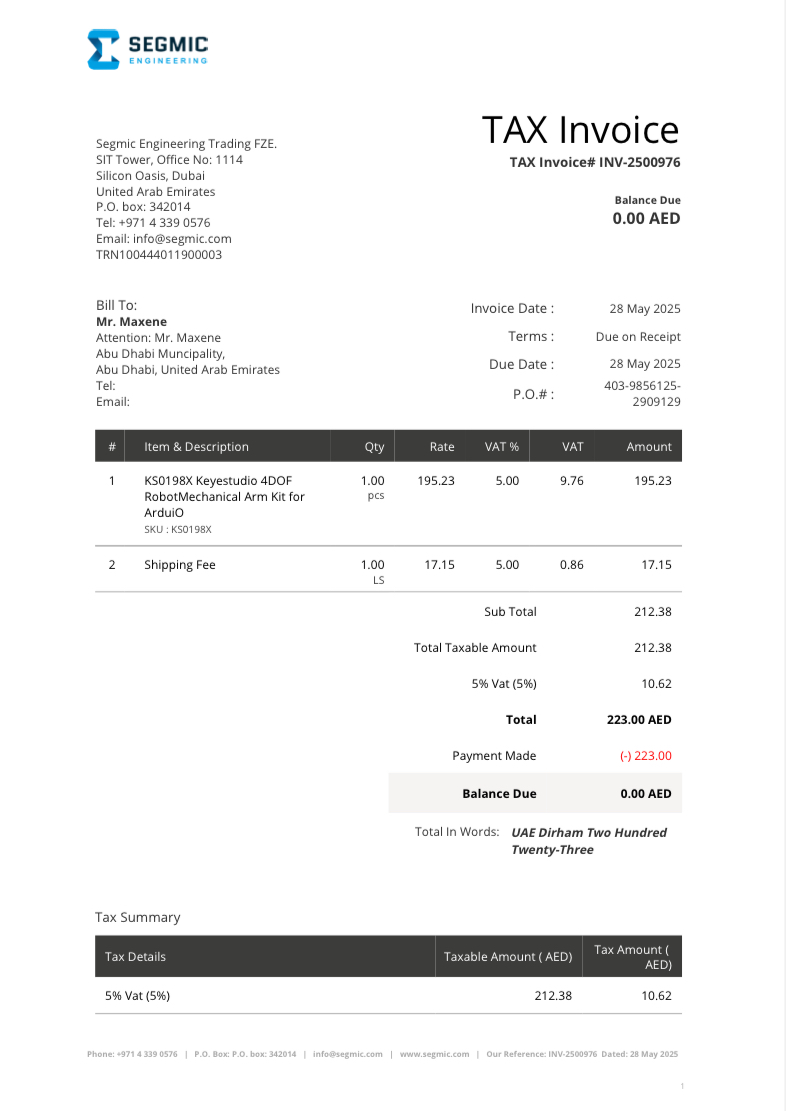 SEGMIC
ENGINEERING
TAX Invoice
TAX Invoice# INV-2500976
Balance Due
0.00 AED
Segmic Engineering Trading FZE.
SIT Tower, Office No: 1114
Silicon Oasis, Dubai
United Arab Emirates
P.O. box: 342014
Tel: +971 4 339 0576
Email: info@segmic.com
TRN100444011900003
Bill To:
Mr. Maxene
Attention: Mr. Maxene
Abu Dhabi Muncipality,
Abu Dhabi, United Arab Emirates
Tel:
Email:
Invoice Date : 28 May 2025
Terms : Due on Receipt
Due Date : 28 May 2025
P.O.# : 403-9856125-
2909129
# Item & Description Qty Rate VAT % VAT Amount
1 KS0198X Keyestudio 4DOF 1.00 195.23 5.00 9.76 195.23
RobotMechanical Arm Kit for pcs
ArduiO
SKU : KS0198X
2 Shipping Fee 1.00 17.15 5.00 0.86 17.15
LS
Sub Total 212.38
Total Taxable Amount 212.38
5% Vat (5%) 10.62
Total 223.00 AED
Payment Made (-) 223.00
Balance Due 0.00 AED
Total In Words: UAE Dirham Two Hundred
Twenty-Three
Tax Summary
Tax Details Taxable Amount ( AED) Tax Amount (
AED)
5% Vat (5%) 212.38 10.62
Phone: +971 4 339 0576 | P.O. Box: P.O. box: 342014 | info@segmic.com | www.segmic.com | Our Reference: INV-2500976 Dated: 28 May 2025
1